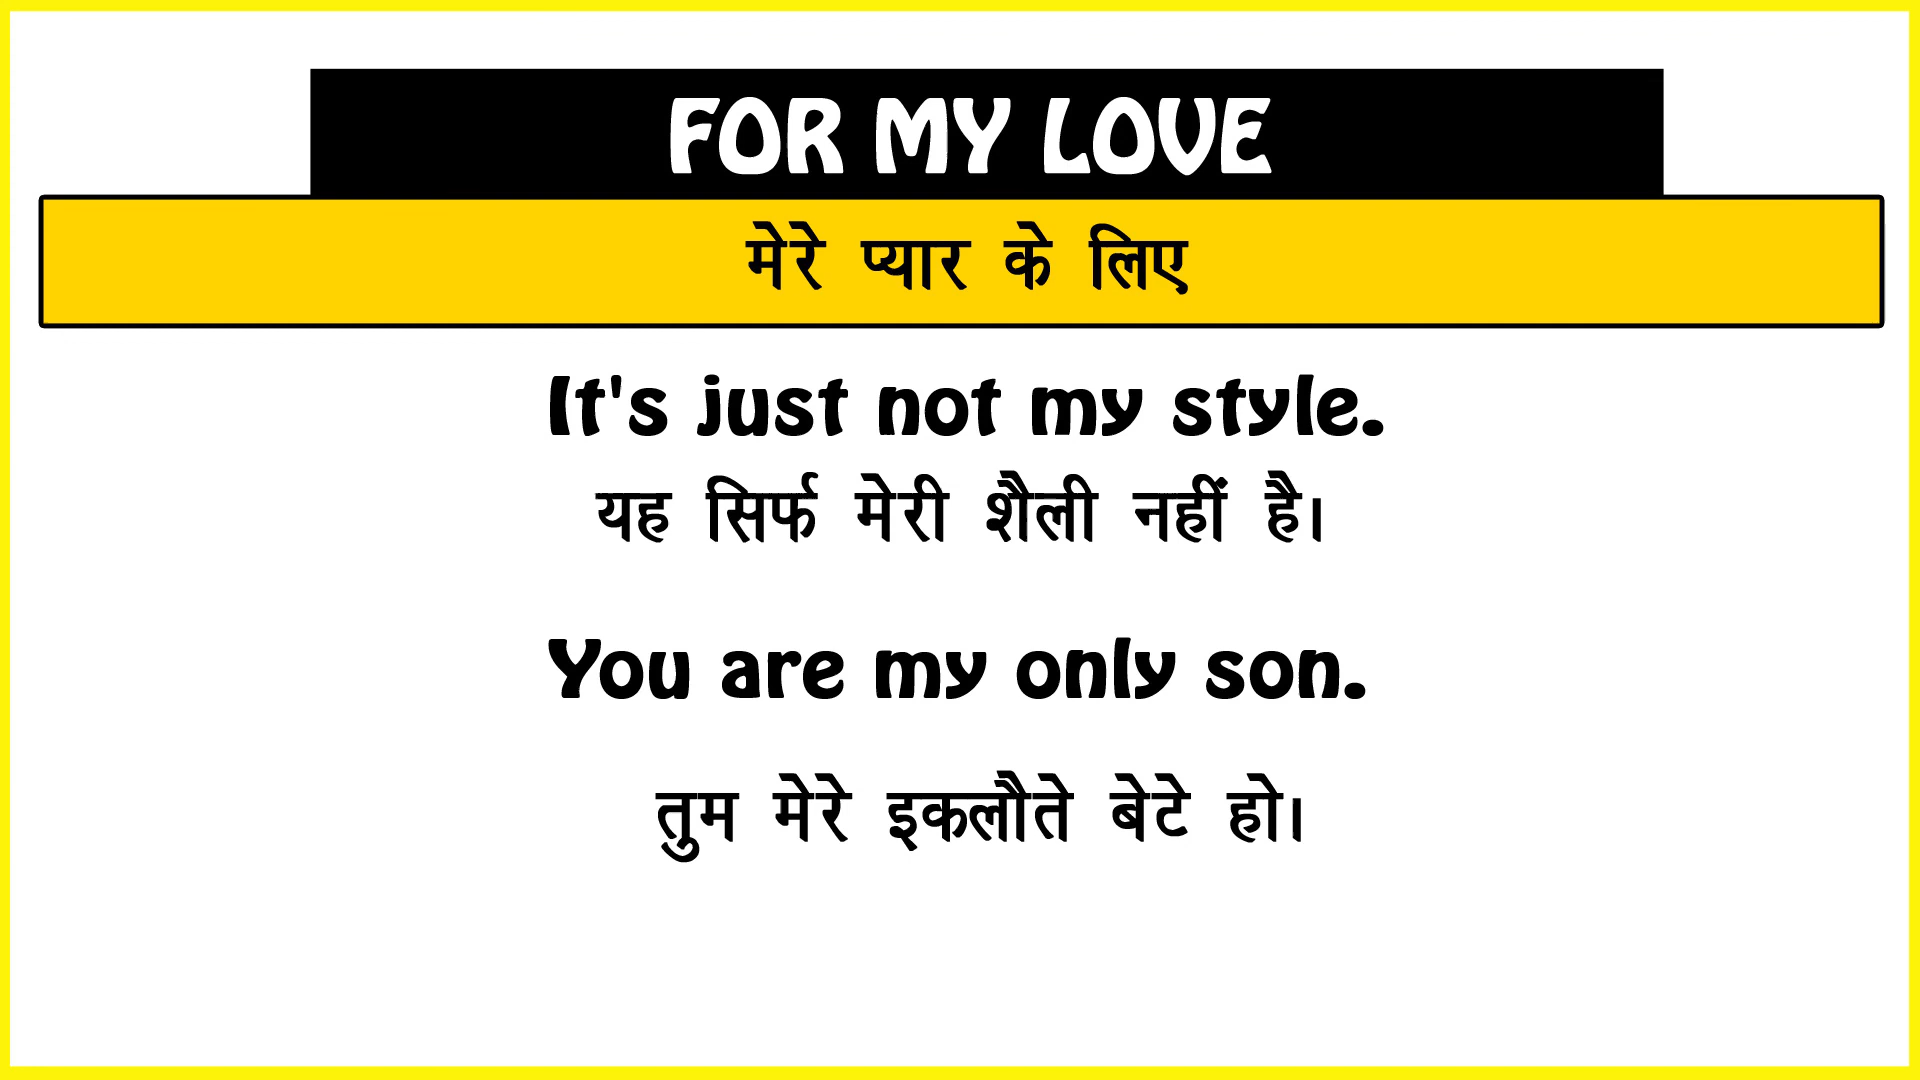 FOR MY LOVE
मेरे प्यार के लिए
It's just not my style.
यह सिर्फ मेरी शैली नहीं है।
You are my only son.
तुम मेरे इकलौते बेटे हो।